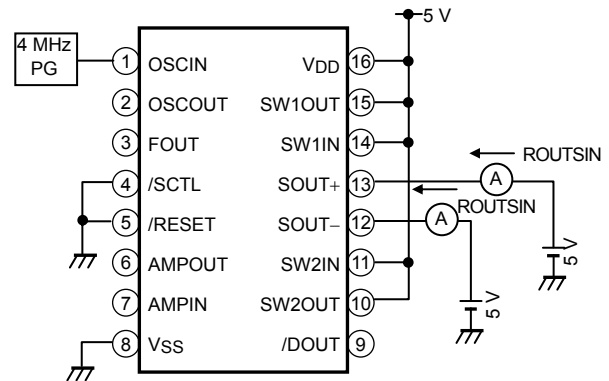 5 V
4 MHz
PG
1 OSCIN
2 OSCOUT
3 FOUT
4 /SCTL
5 /RESET
6 AMPOUT
7 AMPIN
8 VSS
VDD 16
SW1OUT 15
SW1IN 14
SOUT+ 13
SOUT− 12
SW2IN 11
SW2OUT 10
/DOUT 9
ROUTSIN
A
ROUTSIN
A
5 V
5 V